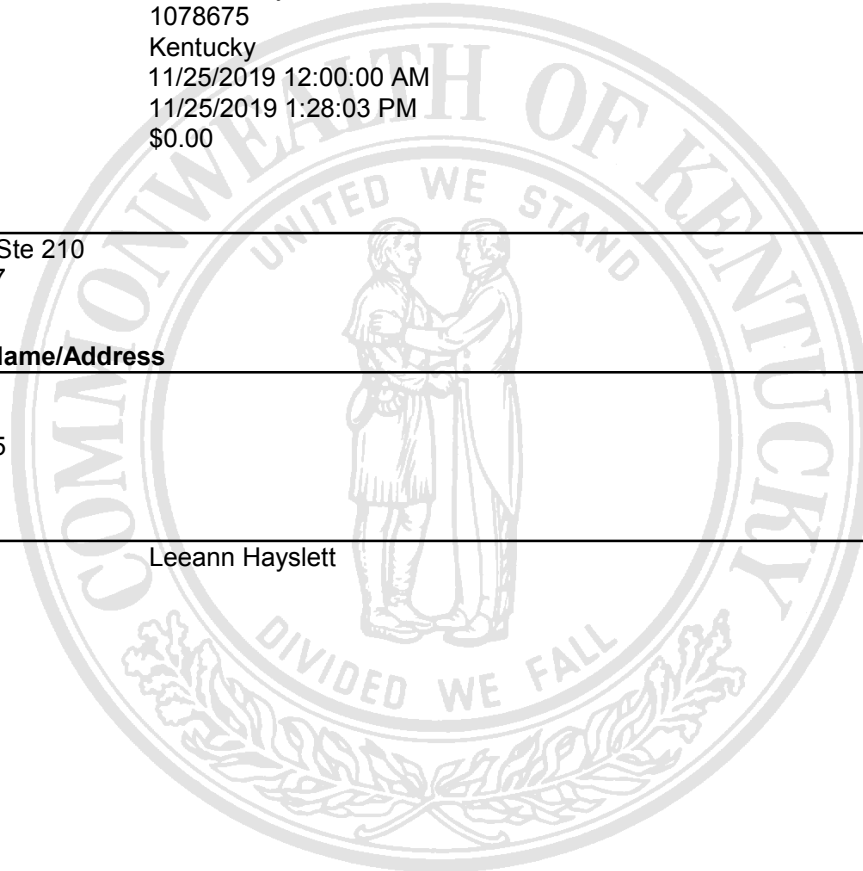 1078675
Kentucky
11/25/2019 12:00:00 AM
11/25/2019 1:28:03 PM
$0.00
COMMONWEALTH OF KENTUCKY
UNITED WE STAND
Ste 210
7
Name/Address
5
Leeann Hayslett
DIVIDED WE FALL